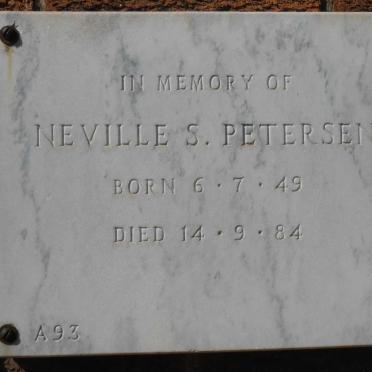 IN MEMORY OF
NEVILLE S. PETERSEN
BORN 6 · 7 · 49
DIED 14 · 9 · 84
A93